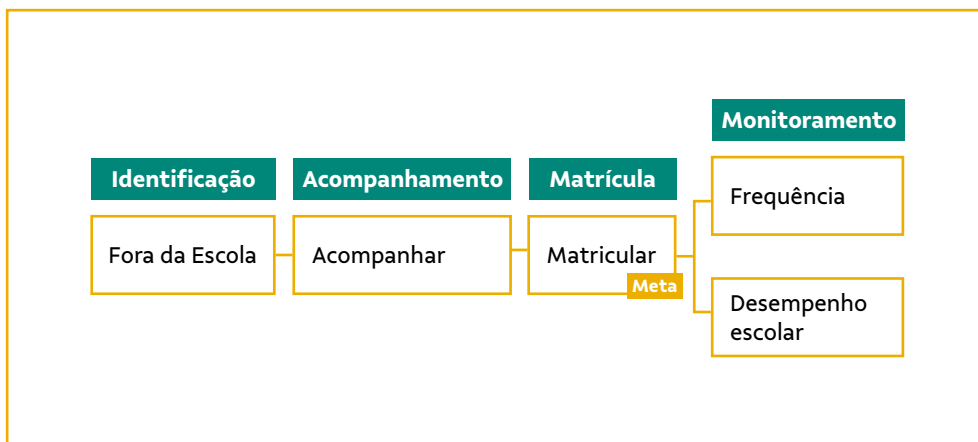 Identificação
Fora da Escola
Acompanhamento
Acompanhar
Matrícula
Matricular
Meta
Monitoramento
Frequência
Desempenho
escolar